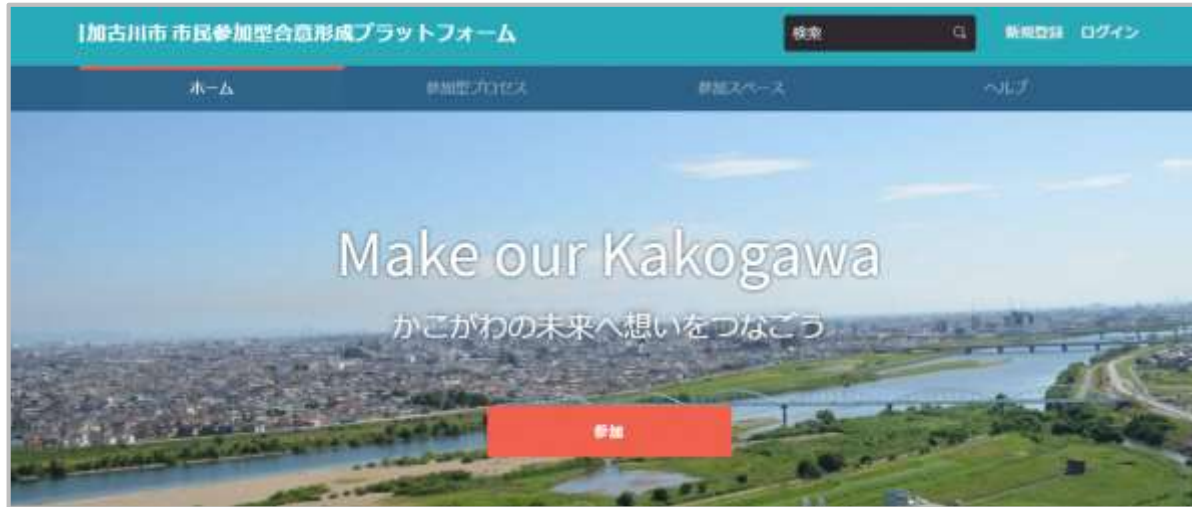 加古川市 市民参加型合意形成プラットフォーム
検索
新規登録 ログイン
ホーム
参加型プロセス
参加スペース
ヘルプ
Make our Kakogawa
かこがわの未来へ想いをつなごう
参加